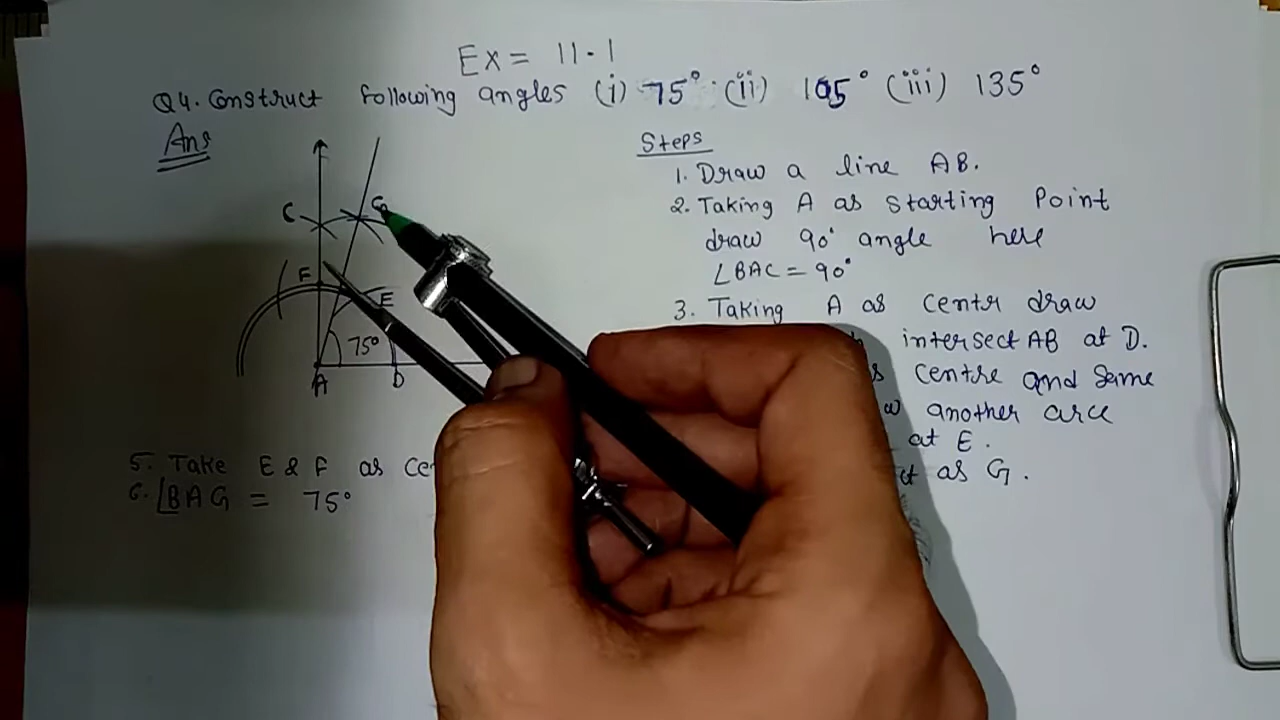 Ex = 11.1
Q4. Construct following angles (i) 75° (ii) 105° (iii) 135°
Ans
Steps
1. Draw a line AB.
2. Taking A as starting Point
draw 90° angle here
∠BAC = 90°
3. Taking A as Centr draw
intersect AB at D.
Centre and Same
another arce
at E.
as G.
C
G
F
E
75°
A
D
5. Take E & F as
6. ∠BAG = 75°